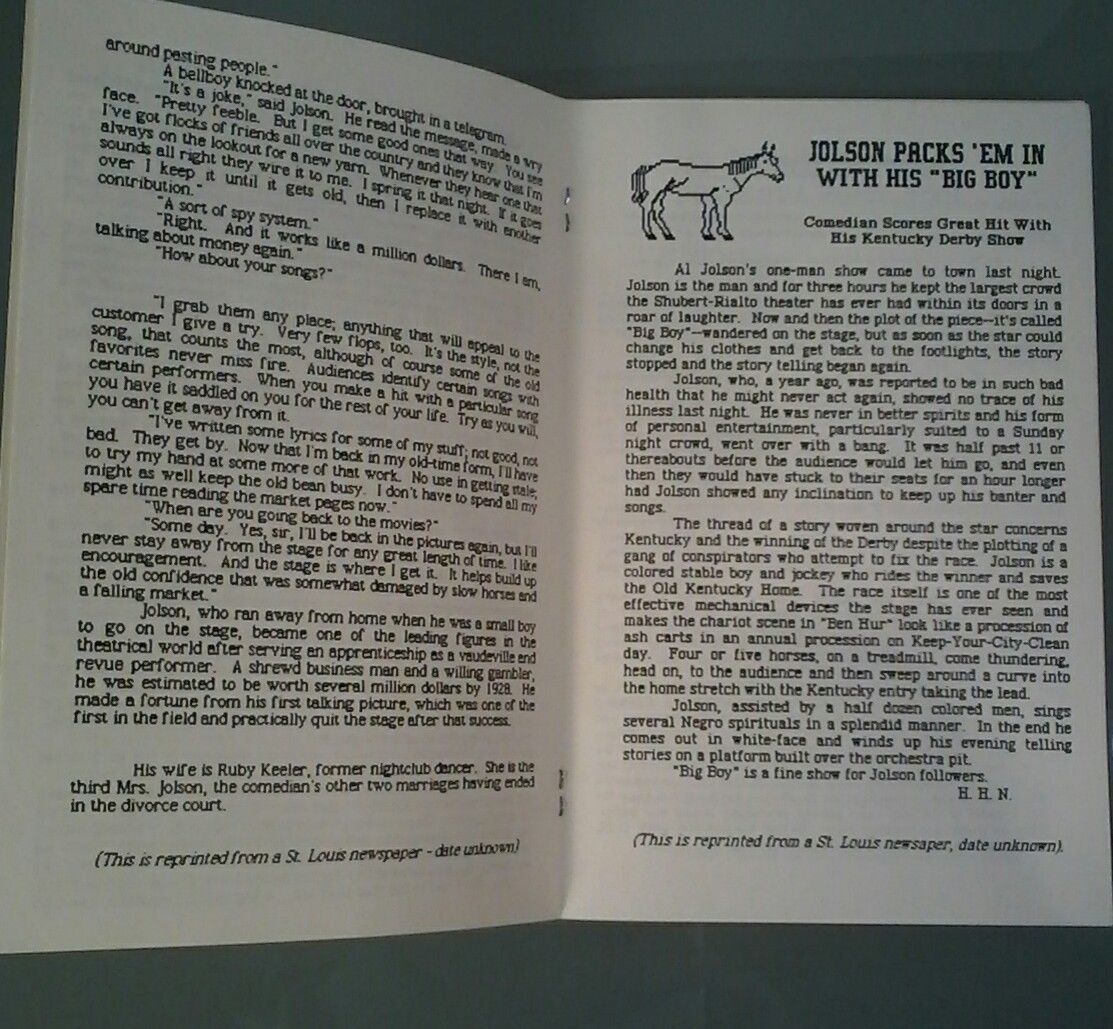 around pasting people."
A bellboy knocked at the door, brought in a telegram.
"It's a joke," said Jolson. He read the message, made a wry
face. "Pretty feeble. But I get some good ones that way. You see
I've got flocks of friends all over the country and they know that I'm
always on the lookout for a new yarn. Whenever they hear one that
sounds all right they wire it to me. I spring it that night. If it goes
over I keep it until it gets old, then I replace it with another
contribution."
"A sort of spy system."
"Right. And it works like a million dollars. There I am,
talking about money again."
"How about your songs?"
"I grab them any place; anything that will appeal to the
customer I give a try. Very few flops, too. It's the style, not the
song, that counts the most, although of course some of the old
favorites never miss fire. Audiences identify certain songs with
certain performers. When you make a hit with a particular song
you have it saddled on you for the rest of your life. Try as you will,
you can't get away from it.
"I've written some lyrics for some of my stuff; not good, not
bad. They get by. Now that I'm back in my old-time form, I'll have
to try my hand at some more of that work. No use in getting stale;
might as well keep the old bean busy. I don't have to spend all my
spare time reading the market pages now."
"When are you going back to the movies?"
"Some day. Yes, sir, I'll be back in the pictures again, but I'll
never stay away from the stage for any great length of time. I like
encouragement. And the stage is where I get it. It helps build up
the old confidence that was somewhat damaged by slow horses and
a falling market."
Jolson, who ran away from home when he was a small boy
to go on the stage, became one of the leading figures in the
theatrical world after serving an apprenticeship as a vaudeville end
revue performer. A shrewd business man and a willing gambler,
he was estimated to be worth several million dollars by 1928. He
made a fortune from his first talking picture, which was one of the
first in the field and practically quit the stage after that success.
His wife is Ruby Keeler, former nightclub dancer. She is the
third Mrs. Jolson, the comedian's other two marriages having ended
in the divorce court.
(This is reprinted from a St. Louis newspaper - date unknown)
JOLSON PACKS 'EM IN
WITH HIS "BIG BOY"
Comedian Scores Great Hit With
His Kentucky Derby Show
Al Jolson's one-man show came to town last night.
Jolson is the man and for three hours he kept the largest crowd
the Shubert-Rialto theater has ever had within its doors in a
roar of laughter. Now and then the plot of the piece—it's called
"Big Boy"—wandered on the stage, but as soon as the star could
change his clothes and get back to the footlights, the story
stopped and the story telling began again.
Jolson, who, a year ago, was reported to be in such bad
health that he might never act again, showed no trace of his
illness last night. He was never in better spirits and his form
of personal entertainment, particularly suited to a Sunday
night crowd, went over with a bang. It was half past 11 or
thereabouts before the audience would let him go, and even
then they would have stuck to their seats for an hour longer
had Jolson showed any inclination to keep up his banter and
songs.
The thread of a story woven around the star concerns
Kentucky and the winning of the Derby despite the plotting of a
gang of conspirators who attempt to fix the race. Jolson is a
colored stable boy and jockey who rides the winner and saves
the Old Kentucky Home. The race itself is one of the most
effective mechanical devices the stage has ever seen and
makes the chariot scene in "Ben Hur" look like a procession of
ash carts in an annual procession on Keep-Your-City-Clean
day. Four or five horses, on a treadmill, come thundering,
head on, to the audience and then sweep around a curve into
the home stretch with the Kentucky entry taking the lead.
Jolson, assisted by a half dozen colored men, sings
several Negro spirituals in a splendid manner. In the end he
comes out in white-face and winds up his evening telling
stories on a platform built over the orchestra pit.
"Big Boy" is a fine show for Jolson followers.
H. H. N.
(This is reprinted from a St. Louis newsaper, date unknown).